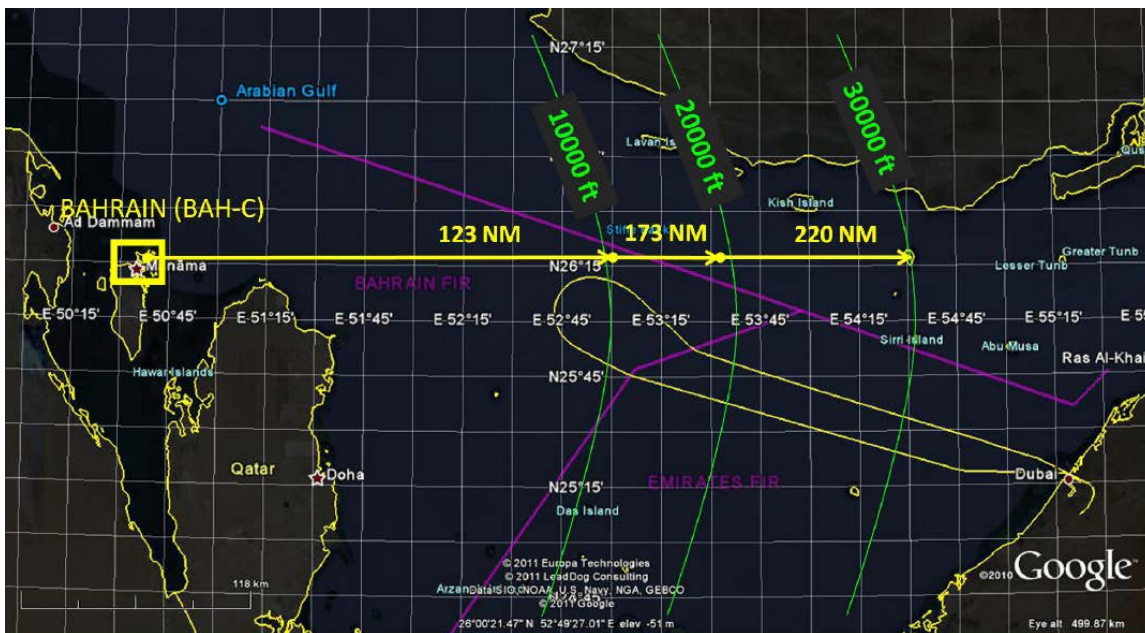 N27°15'
Arabian Gulf
10000 ft
20000 ft
30000 ft
Lavan Is
Kish Island
BAHRAIN (BAH-C)
Ad Dammam
123 NM
173 NM
220 NM
Greater Tunb
Lesser Tunb
N26°15'
BAHRAIN FIR
E 50°15'
E 50°45'
E 51°15'
E 51°45'
E 52°15'
E 52°45'
E 53°15'
E 53°45'
E 54°15'
E 54°45'
E 55°15'
Sirri Island
Abu Musa
Ras Al-Khai
Hawar Islands
N25°45'
Qatar
Doha
Dubai
N25°15'
EMIRATES FIR
Das Island
© 2011 Europa Technologies
© 2011 LeadDog Consulting
Data SIO, NOAA, U.S. Navy, NGA, GEBCO
© 2011 Google
©2010 Google
118 km
26°00'21.47" N 52°49'27.01" E elev -51 m
Eye alt 499.87 km